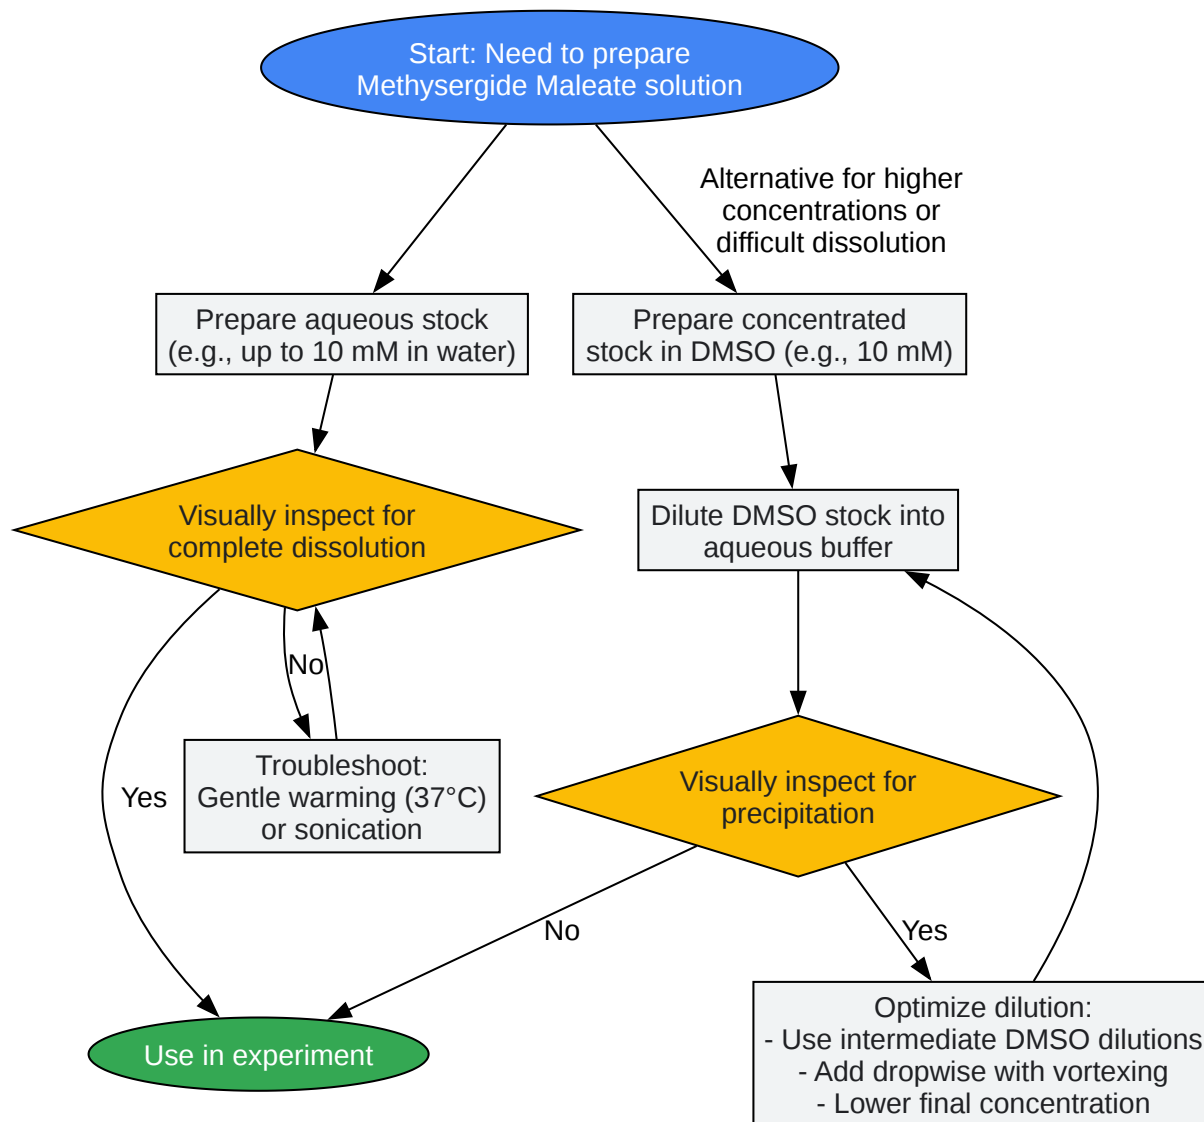 Start: Need to prepare
Methysergide Maleate solution
Alternative for higher
concentrations or
difficult dissolution
Prepare aqueous stock
(e.g., up to 10 mM in water)
Prepare concentrated
stock in DMSO (e.g., 10 mM)
Visually inspect for
complete dissolution
Dilute DMSO stock into
aqueous buffer
No
Troubleshoot:
Gentle warming (37°C)
or sonication
Yes
Visually inspect for
precipitation
No
Yes
Use in experiment
Optimize dilution:
- Use intermediate DMSO dilutions
- Add dropwise with vortexing
- Lower final concentration